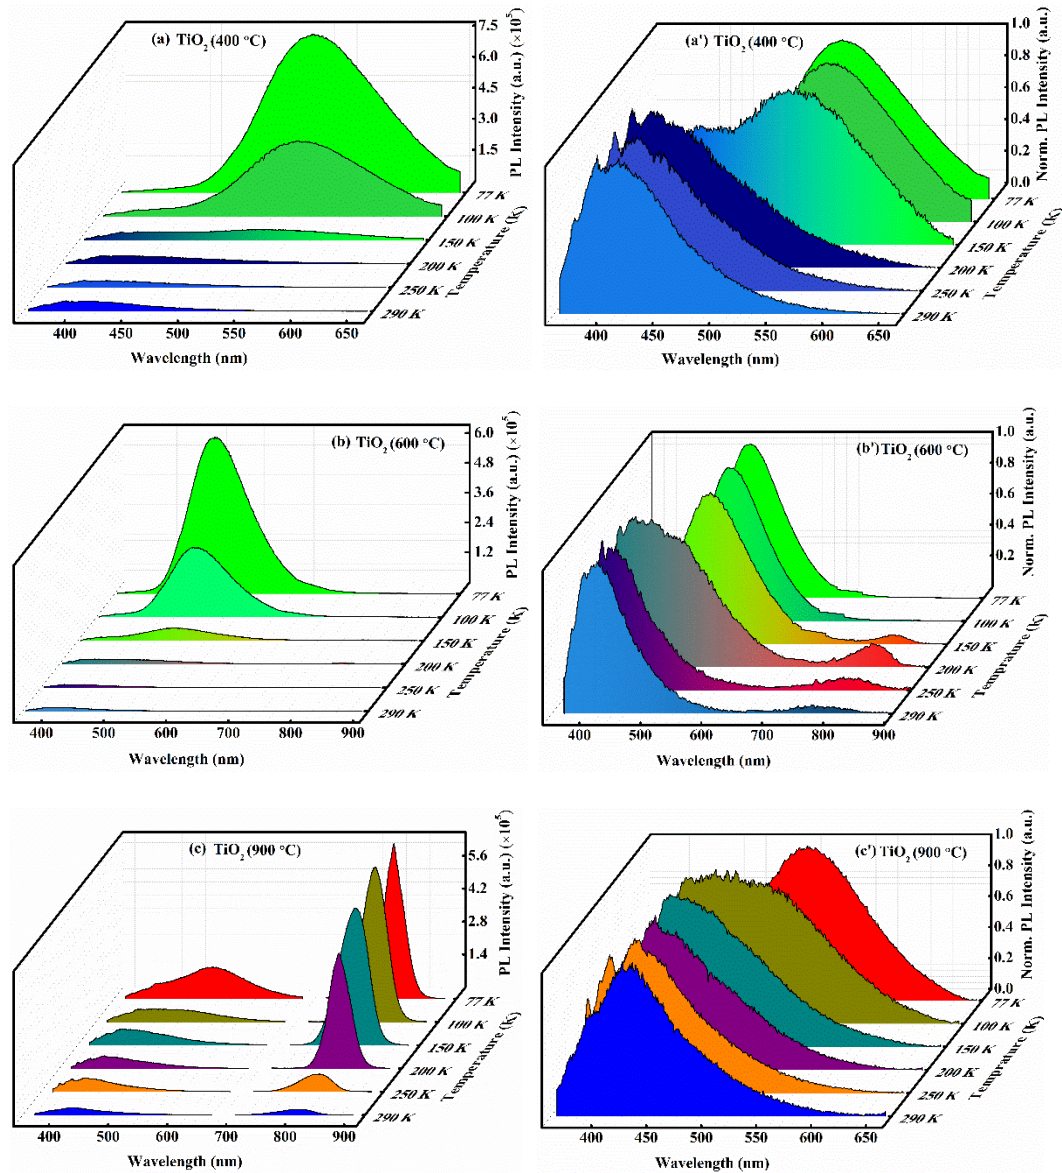 (a) TiO2 (400 °C)
7.5
6.0
4.5
3.0
1.5
PL Intensity (a.u.) (×10⁵)
77 K
100 K
150 K
200 K
250 K
290 K
Temperature (K)
400 450 500 550 600 650
Wavelength (nm)
(a') TiO2 (400 °C)
1.0
0.8
0.6
0.4
0.2
0.0
Norm. PL Intensity (a.u.)
77 K
100 K
150 K
200 K
250 K
290 K
Temprature (K)
400 450 500 550 600 650
Wavelength (nm)
(b) TiO2 (600 °C)
6.0
4.8
3.6
2.4
1.2
PL Intensity (a.u.) (×10⁵)
77 K
100 K
150 K
200 K
250 K
290 K
Temperature (K)
400 500 600 700 800 900
Wavelength (nm)
(b') TiO2 (600 °C)
1.0
0.8
0.6
0.4
0.2
Norm. PL Intensity (a.u.)
77 K
100 K
150 K
200 K
250 K
290 K
Temprature (K)
400 500 600 700 800 900
Wavelength (nm)
(c) TiO2 (900 °C)
5.6
4.2
2.8
1.4
PL Intensity (a.u.) (×10⁵)
77 K
100 K
150 K
200 K
250 K
290 K
Temperature (K)
400 500 600 700 800 900
Wavelength (nm)
(c') TiO2 (900 °C)
1.0
0.8
0.6
0.4
0.2
0.0
Norm. PL Intensity (a.u.)
77 K
100 K
150 K
200 K
250 K
290 K
Temprature (K)
400 450 500 550 600 650
Wavelength (nm)